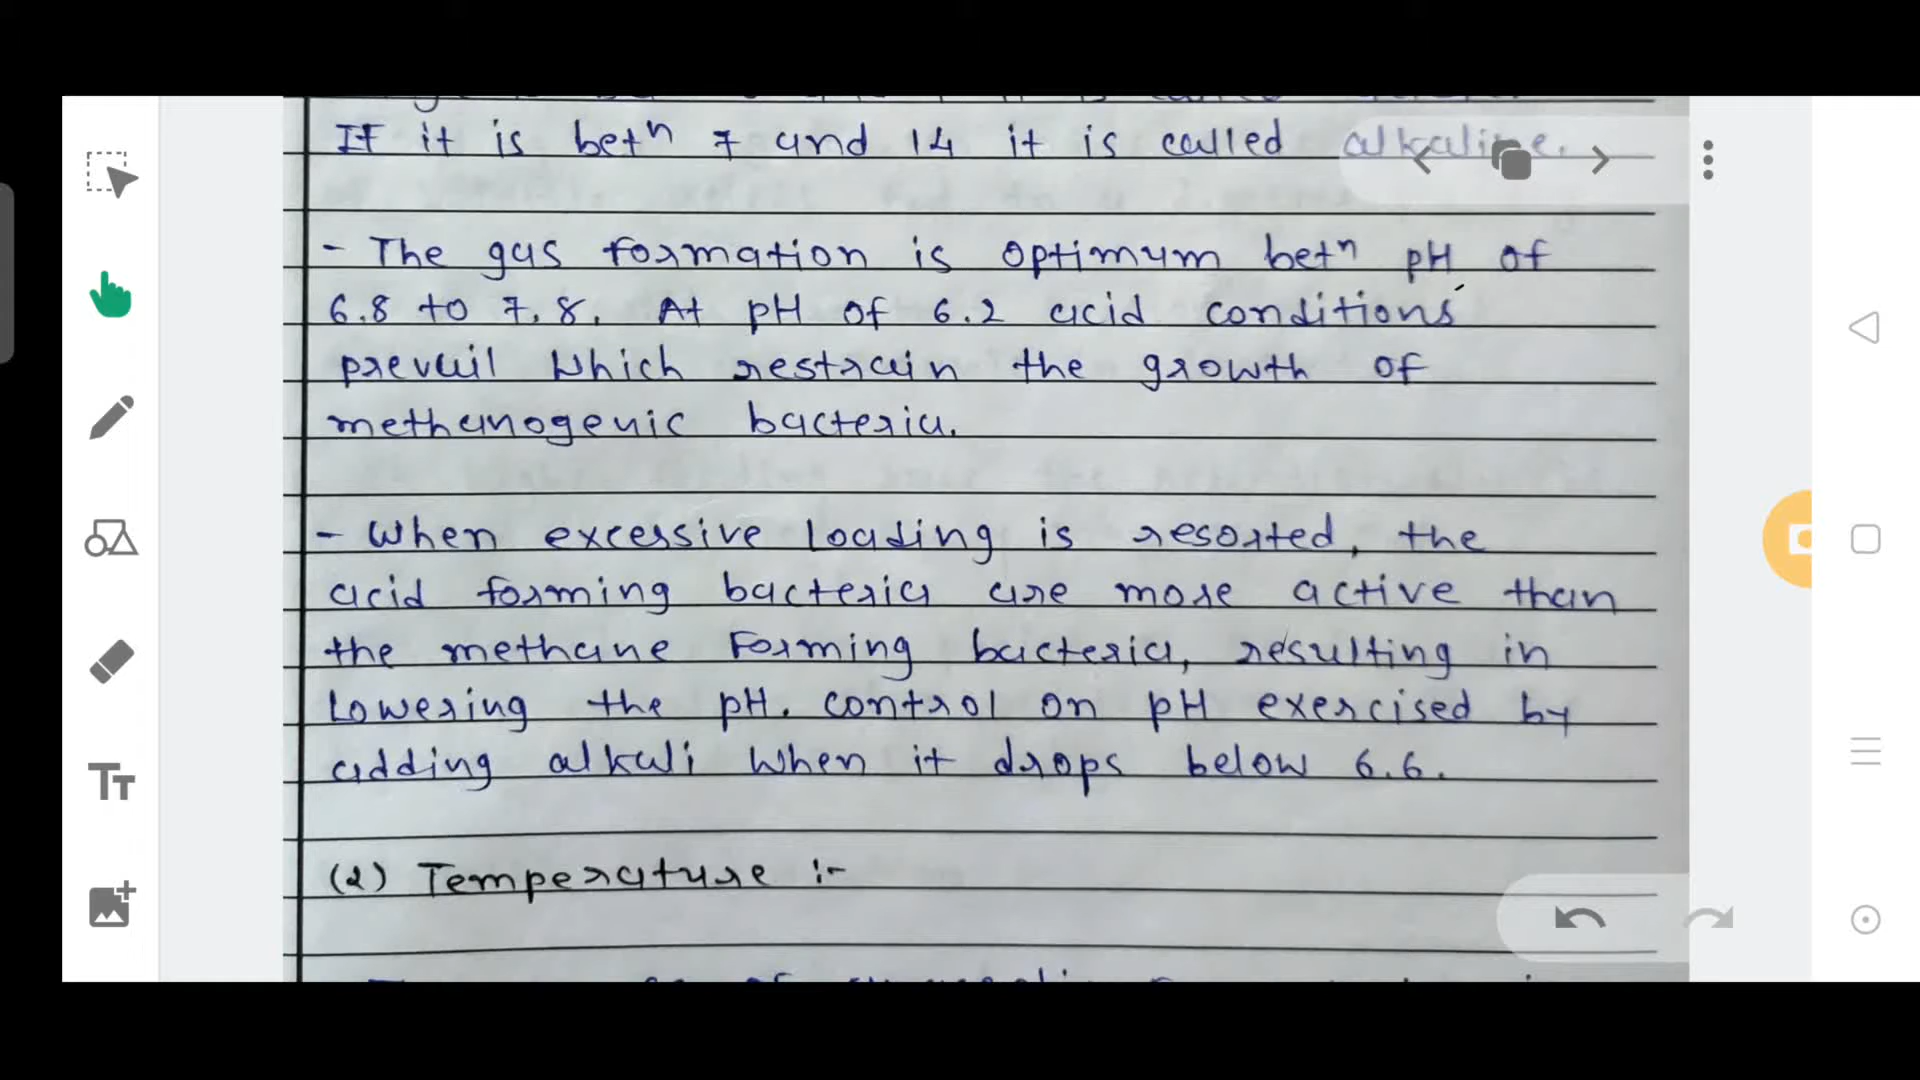 If it is betⁿ 7 and 14 it is called alkaline.
- The gas formation is optimum betⁿ pH of
6.8 to 7.8. At pH of 6.2 acid conditions
prevail which restrain the growth of
methanogenic bacteria.
- When excessive loading is resorted, the
acid forming bacteria are more active than
the methane forming bacteria, resulting in
lowering the pH. control on pH exercised by
adding alkali when it drops below 6.6.
(2) Temperature :-
TT